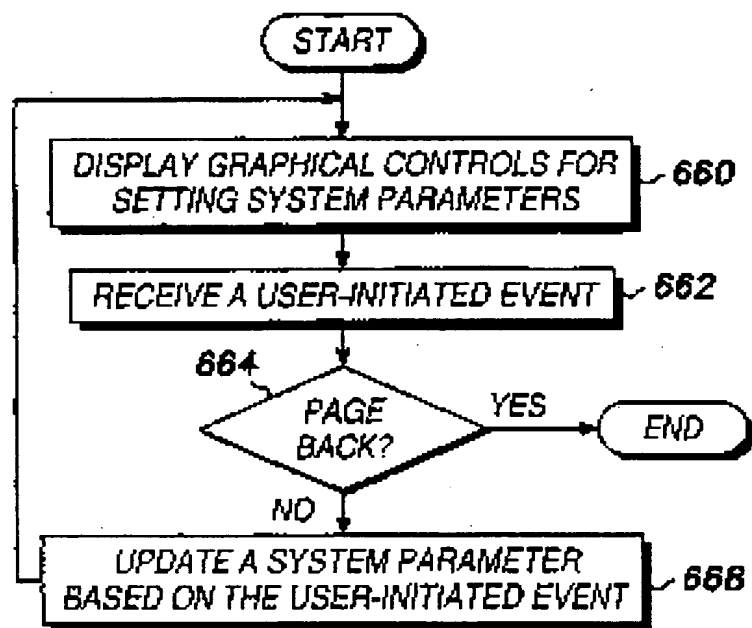 START
DISPLAY GRAPHICAL CONTROLS FOR
SETTING SYSTEM PARAMETERS
660
RECEIVE A USER-INITIATED EVENT
662
664
PAGE
BACK?
YES
END
NO
UPDATE A SYSTEM PARAMETER
BASED ON THE USER-INITIATED EVENT
668